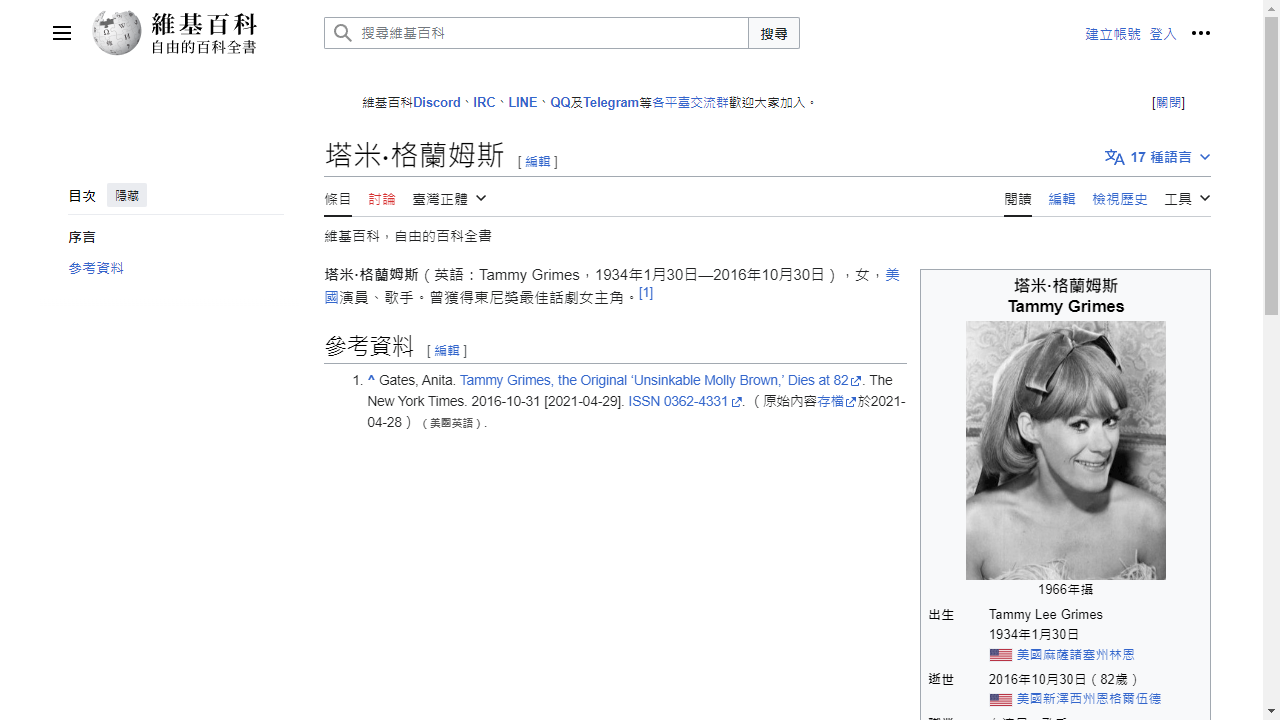 維基百科
自由的百科全書
搜尋維基百科
搜尋
建立帳號
登入
維基百科Discord、IRC、LINE、QQ及Telegram等各平臺交流群歡迎大家加入。
[關閉]
塔米·格蘭姆斯
[ 編輯 ]
17 種語言
目次
隱藏
序言
參考資料
條目
討論
臺灣正體
閱讀
編輯
檢視歷史
工具
維基百科，自由的百科全書
塔米·格蘭姆斯（英語：Tammy Grimes，1934年1月30日—2016年10月30日），女，美
國演員、歌手。曾獲得東尼獎最佳話劇女主角。[1]
參考資料
[ 編輯 ]
1. ^ Gates, Anita. Tammy Grimes, the Original ‘Unsinkable Molly Brown,’ Dies at 82. The
New York Times. 2016-10-31 [2021-04-29]. ISSN 0362-4331. （原始內容存檔於2021-
04-28）（美國英語）.
塔米·格蘭姆斯
Tammy Grimes
1966年攝
出生
Tammy Lee Grimes
1934年1月30日
美國麻薩諸塞州林恩
逝世
2016年10月30日（82歲）
美國新澤西州恩格爾伍德